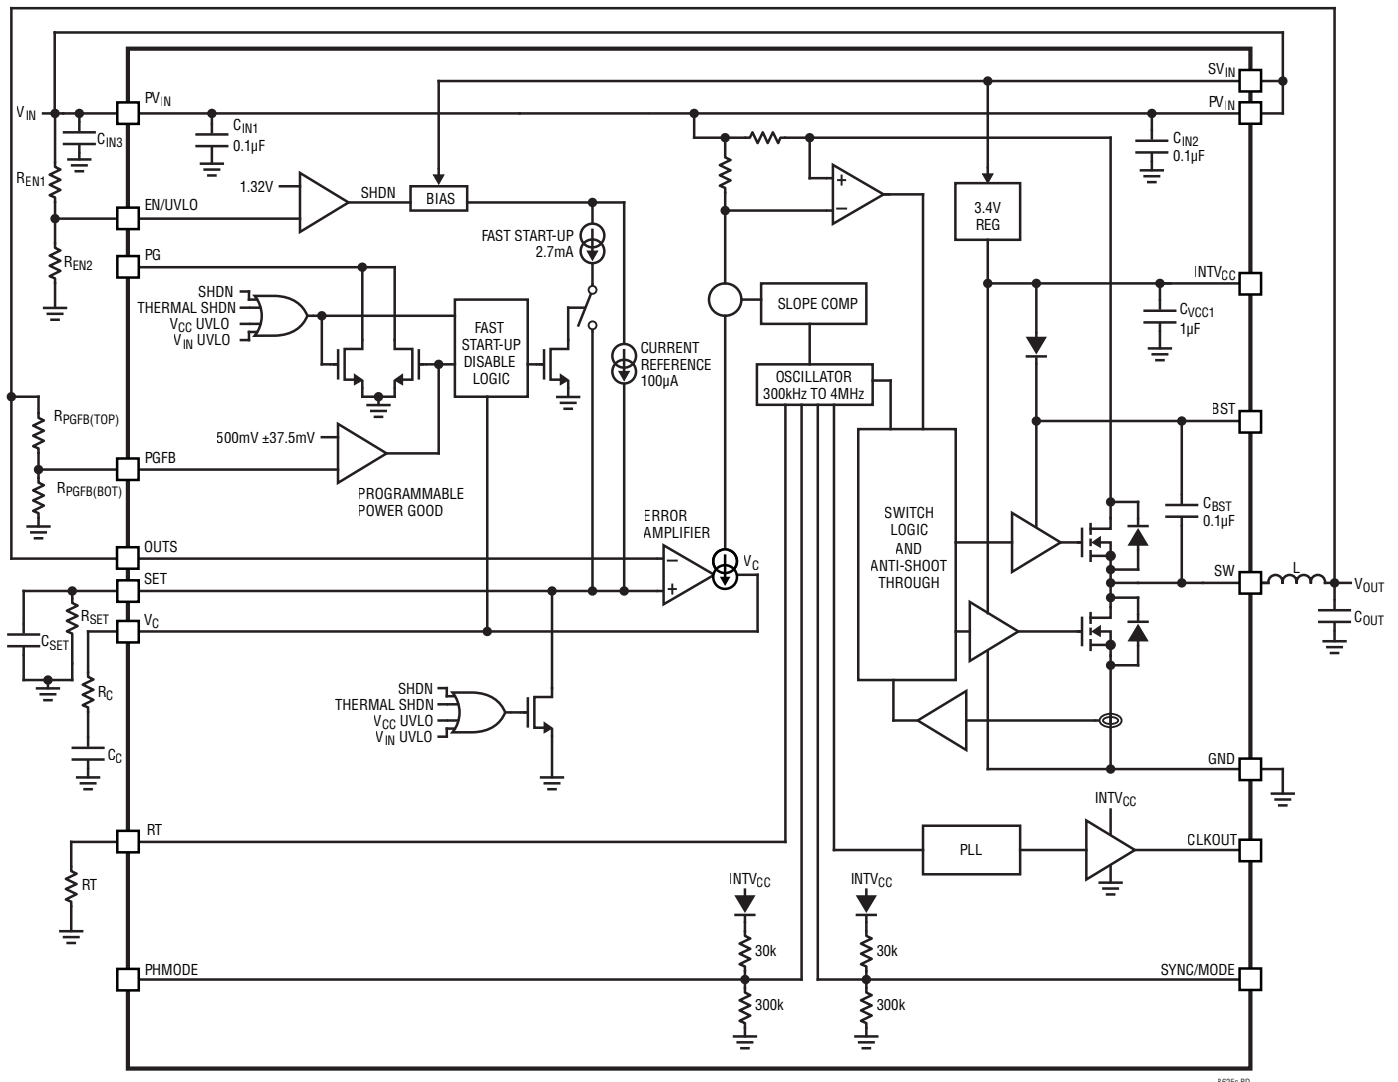 SVIN
PVIN
PVIN
VIN
CIN3
CIN1
0.1µF
CIN2
0.1µF
REN1
1.32V
SHDN
BIAS
3.4V
REG
EN/UVLO
FAST START-UP
2.7mA
REN2
PG
INTVCC
SHDN
THERMAL SHDN
VCC UVLO
VIN UVLO
SLOPE COMP
CVCC1
1µF
FAST
START-UP
DISABLE
LOGIC
CURRENT
REFERENCE
100µA
OSCILLATOR
300kHz TO 4MHz
RPGFB(TOP)
BST
500mV ±37.5mV
PGFB
RPGFB(BOT)
PROGRAMMABLE
POWER GOOD
CBST
0.1µF
ERROR
AMPLIFIER
SWITCH
LOGIC
AND
ANTI-SHOOT
THROUGH
OUTS
VC
SW
L
VOUT
SET
COUT
RSET
CSET
VC
RC
SHDN
THERMAL SHDN
VCC UVLO
VIN UVLO
CC
GND
INTVCC
RT
CLKOUT
PLL
RT
INTVCC
INTVCC
30k
30k
PHMODE
SYNC/MODE
300k
300k